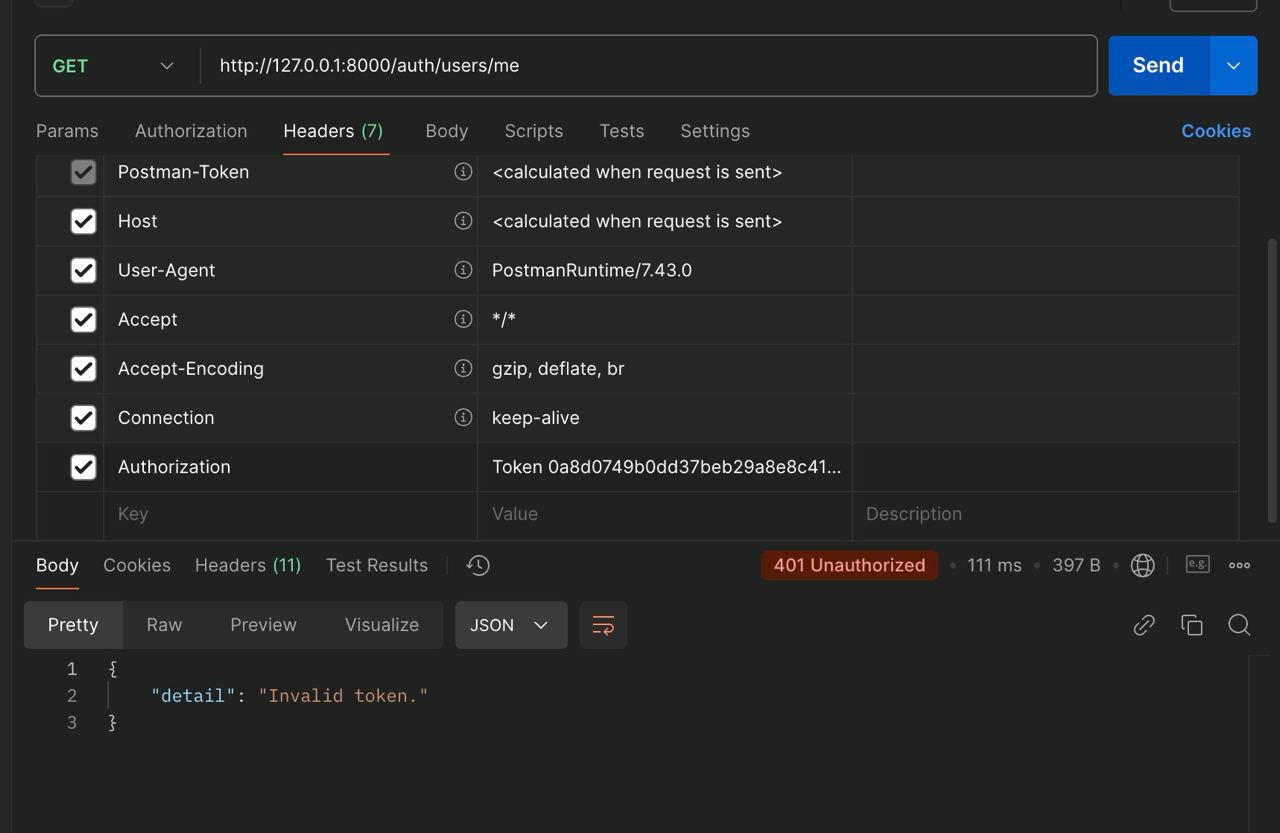 GET http://127.0.0.1:8000/auth/users/me Send
Params Authorization Headers (7) Body Scripts Tests Settings Cookies
Postman-Token <calculated when request is sent>
Host <calculated when request is sent>
User-Agent PostmanRuntime/7.43.0
Accept */*
Accept-Encoding gzip, deflate, br
Connection keep-alive
Authorization Token 0a8d0749b0dd37beb29a8e8c41...
Key Value Description
Body Cookies Headers (11) Test Results 401 Unauthorized • 111 ms • 397 B • e.g.
Pretty Raw Preview Visualize JSON
1 {
2 "detail": "Invalid token."
3 }